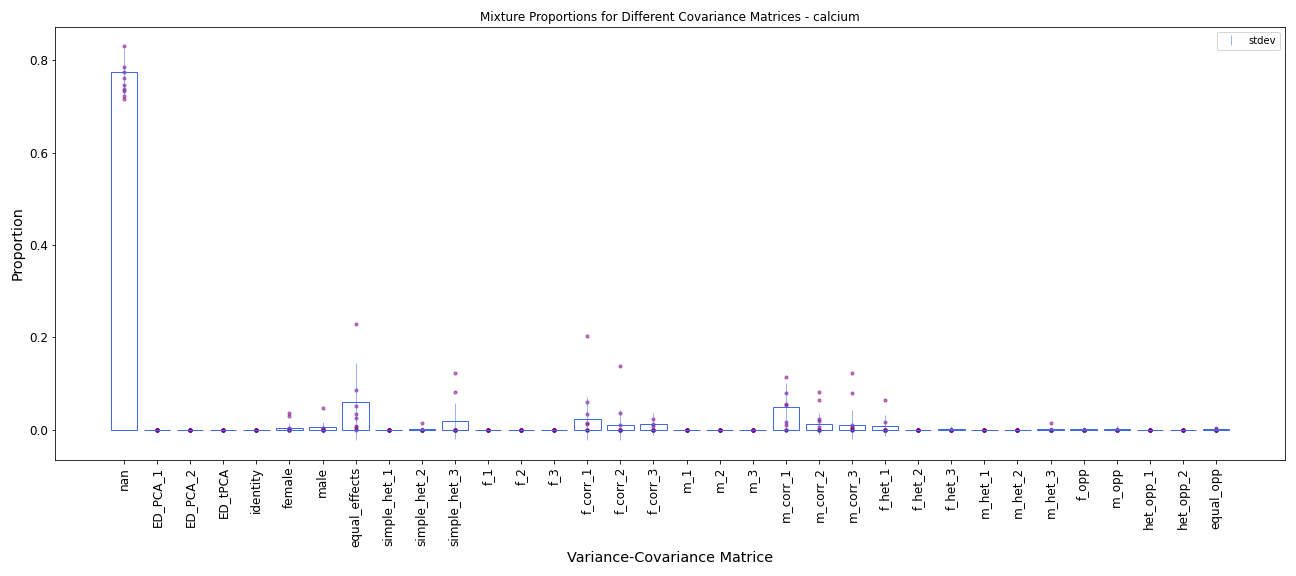 Mixture Proportions for Different Covariance Matrices - calcium
stdev
Proportion
0.8
0.6
0.4
0.2
0.0
nan
ED_PCA_1
ED_PCA_2
ED_tPCA
identity
female
male
equal_effects
simple_het_1
simple_het_2
simple_het_3
f_1
f_2
f_3
f_corr_1
f_corr_2
f_corr_3
m_1
m_2
m_3
m_corr_1
m_corr_2
m_corr_3
f_het_1
f_het_2
f_het_3
m_het_1
m_het_2
m_het_3
f_opp
m_opp
het_opp_1
het_opp_2
equal_opp
Variance-Covariance Matrice